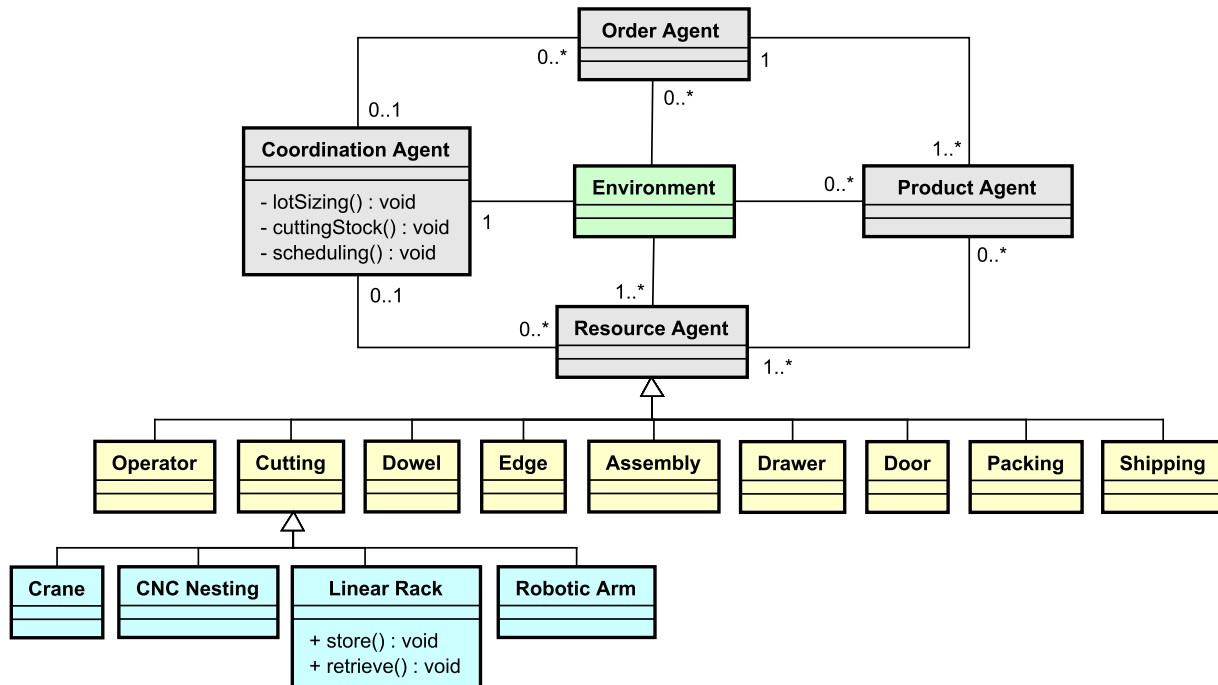 Order Agent
0..*
1
0..*
0..1
Coordination Agent
- lotSizing() : void
- cuttingStock() : void
- scheduling() : void
1
Environment
0..*
1..*
Product Agent
0..*
0..1
1..*
0..*
Resource Agent
1..*
Operator
Cutting
Dowel
Edge
Assembly
Drawer
Door
Packing
Shipping
Crane
CNC Nesting
Linear Rack
+ store() : void
+ retrieve() : void
Robotic Arm